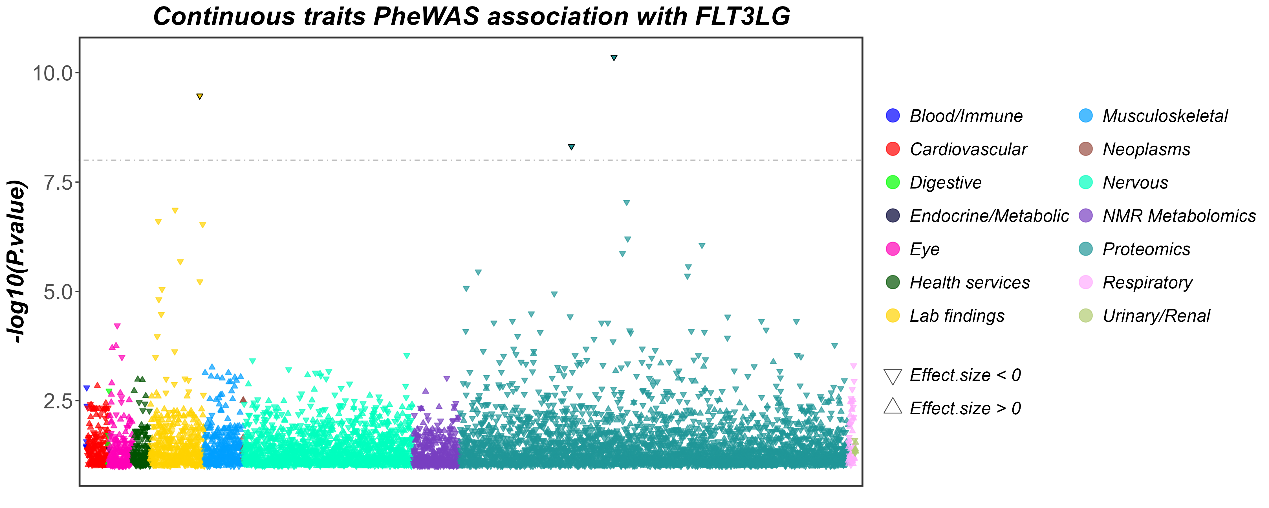 Continuous traits PheWAS association with FLT3LG
-log10(P.value)
10.0
7.5
5.0
2.5
Blood/Immune
Cardiovascular
Digestive
Endocrine/Metabolic
Eye
Health services
Lab findings
Musculoskeletal
Neoplasms
Nervous
NMR Metabolomics
Proteomics
Respiratory
Urinary/Renal
Effect.size < 0
Effect.size > 0